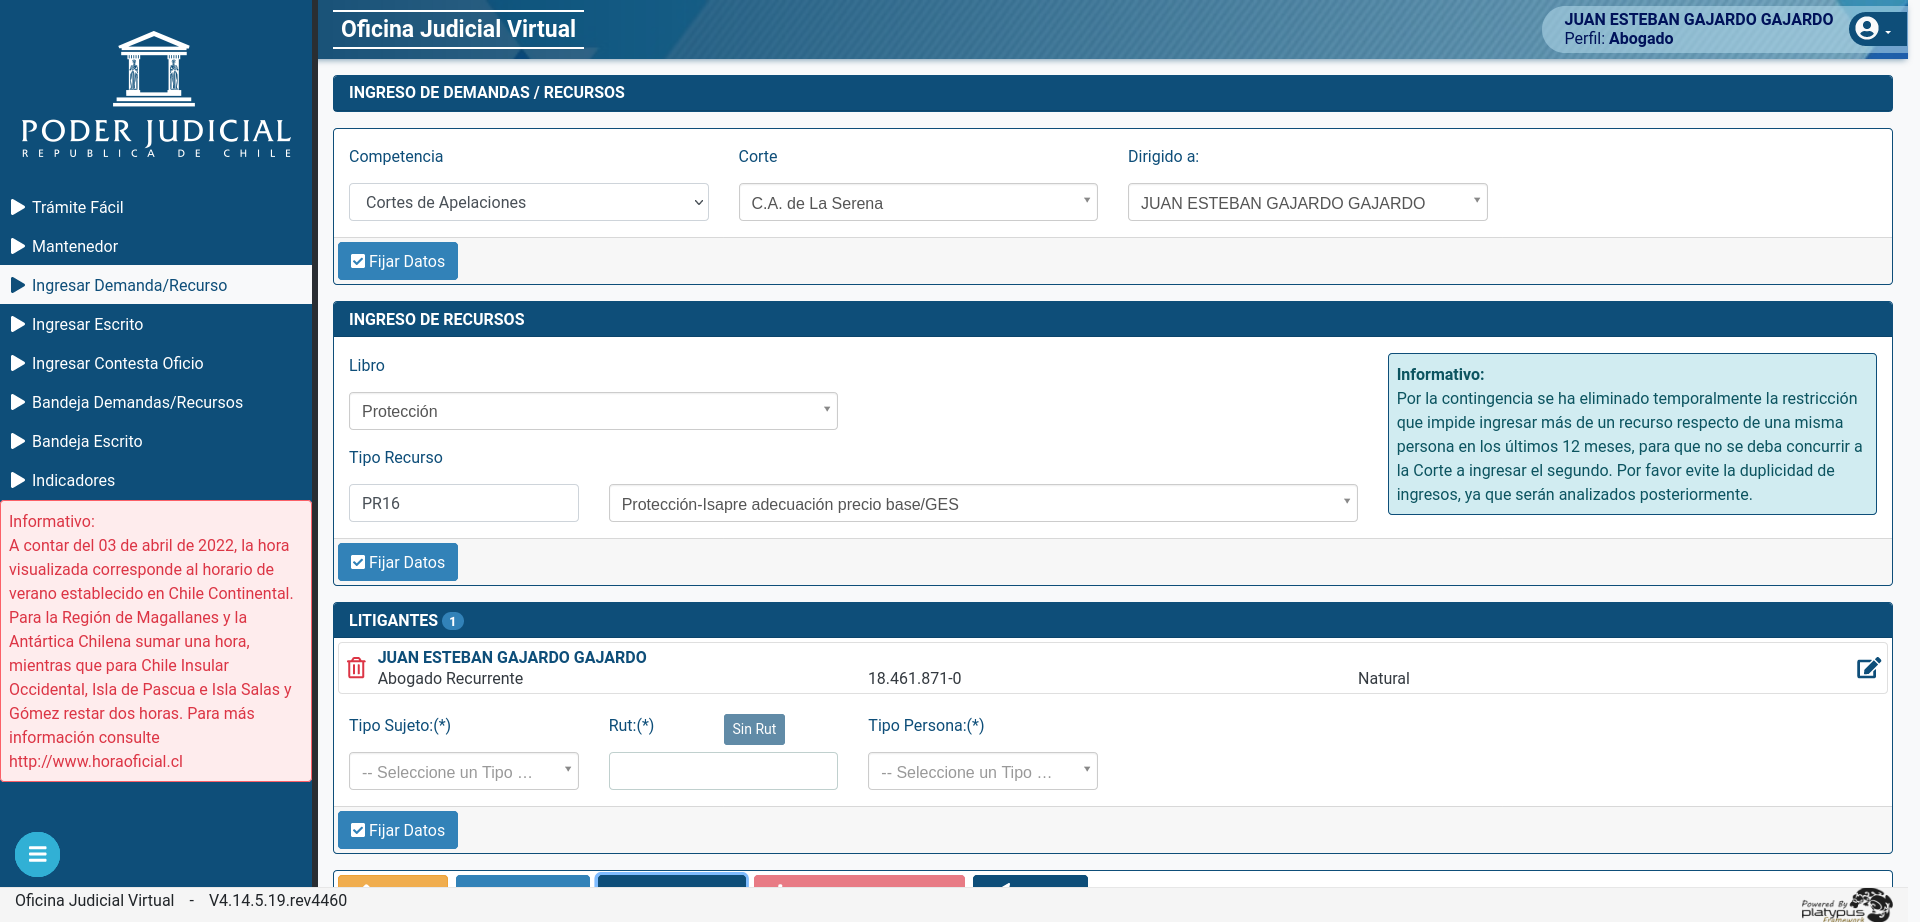 PODER JUDICIAL
REPUBLICA DE CHILE
Trámite Fácil
Mantenedor
Ingresar Demanda/Recurso
Ingresar Escrito
Ingresar Contesta Oficio
Bandeja Demandas/Recursos
Bandeja Escrito
Indicadores
Informativo:
A contar del 03 de abril de 2022, la hora
visualizada corresponde al horario de
verano establecido en Chile Continental.
Para la Región de Magallanes y la
Antártica Chilena sumar una hora,
mientras que para Chile Insular
Occidental, Isla de Pascua e Isla Salas y
Gómez restar dos horas. Para más
información consulte
http://www.horaoficial.cl
Oficina Judicial Virtual
JUAN ESTEBAN GAJARDO GAJARDO
Perfil: Abogado
INGRESO DE DEMANDAS / RECURSOS
Competencia Corte Dirigido a:
Cortes de Apelaciones C.A. de La Serena JUAN ESTEBAN GAJARDO GAJARDO
Fijar Datos
INGRESO DE RECURSOS
Libro
Protección
Tipo Recurso
PR16 Protección-Isapre adecuación precio base/GES
Informativo:
Por la contingencia se ha eliminado temporalmente la restricción
que impide ingresar más de un recurso respecto de una misma
persona en los últimos 12 meses, para que no se deba concurrir a
la Corte a ingresar el segundo. Por favor evite la duplicidad de
ingresos, ya que serán analizados posteriormente.
Fijar Datos
LITIGANTES 1
JUAN ESTEBAN GAJARDO GAJARDO
Abogado Recurrente 18.461.871-0 Natural
Tipo Sujeto:(*) Rut:(*) Sin Rut Tipo Persona:(*)
-- Seleccione un Tipo ... -- Seleccione un Tipo ...
Fijar Datos
Oficina Judicial Virtual - V4.14.5.19.rev4460
Powered By
platypus
Framework